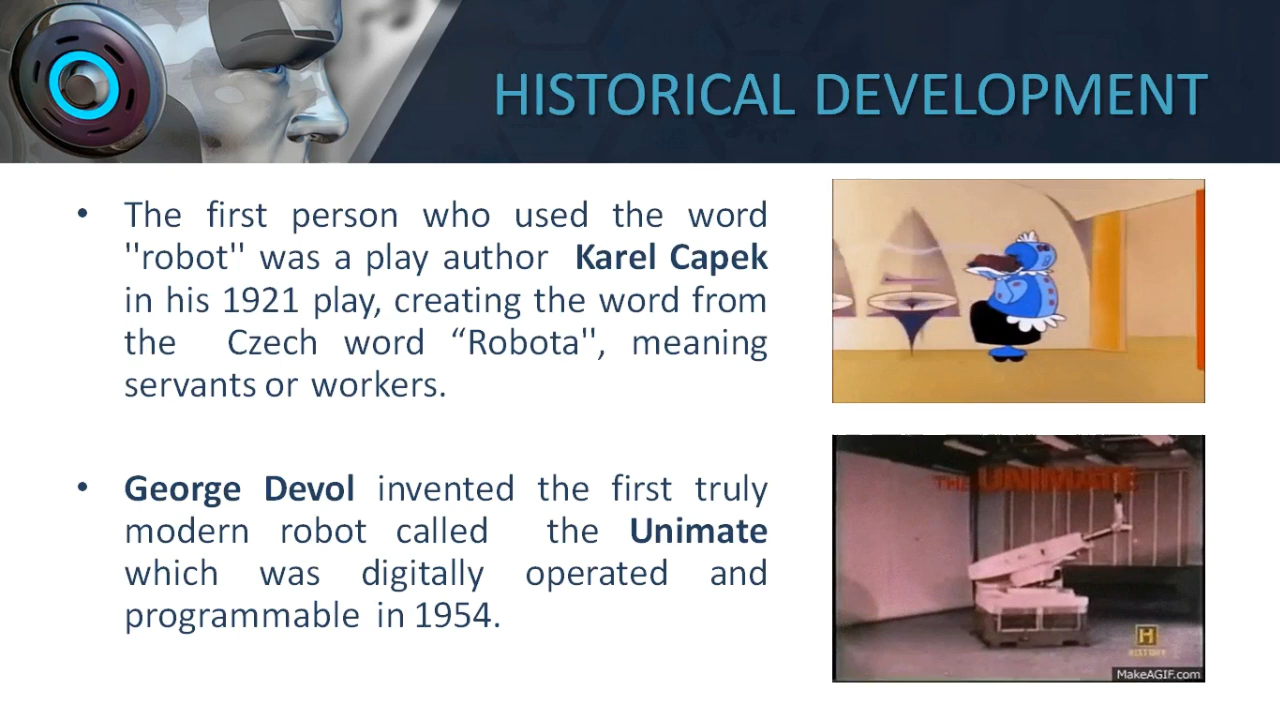 HISTORICAL DEVELOPMENT
• The first person who used the word
"robot" was a play author Karel Capek
in his 1921 play, creating the word from
the Czech word “Robota", meaning
servants or workers.
• George Devol invented the first truly
modern robot called the Unimate
which was digitally operated and
programmable in 1954.
THE UNIMATE
H
HISTORY
MakeAGIF.com